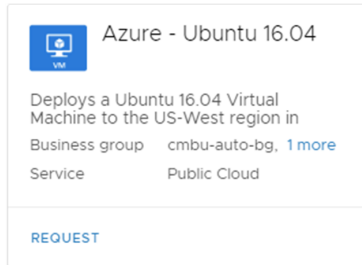 Azure - Ubuntu 16.04
VM
Deploys a Ubuntu 16.04 Virtual
Machine to the US-West region in
Business group cmbu-auto-bg, 1 more
Service Public Cloud
REQUEST